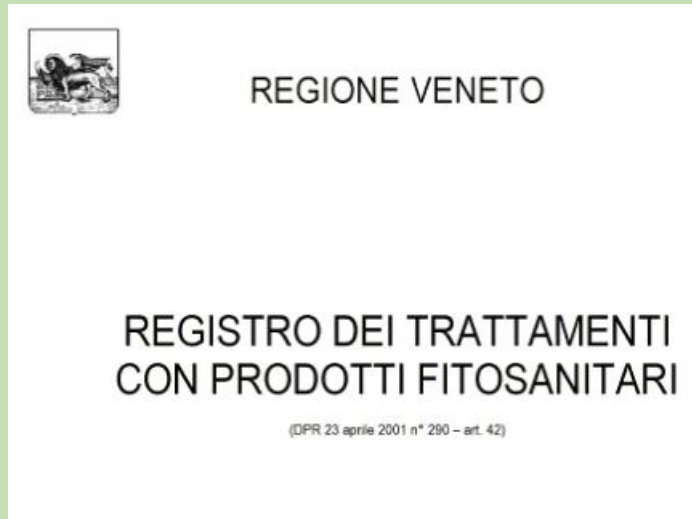 REGIONE VENETO
REGISTRO DEI TRATTAMENTI
CON PRODOTTI FITOSANITARI
(DPR 23 aprile 2001 n° 290 – art. 42)